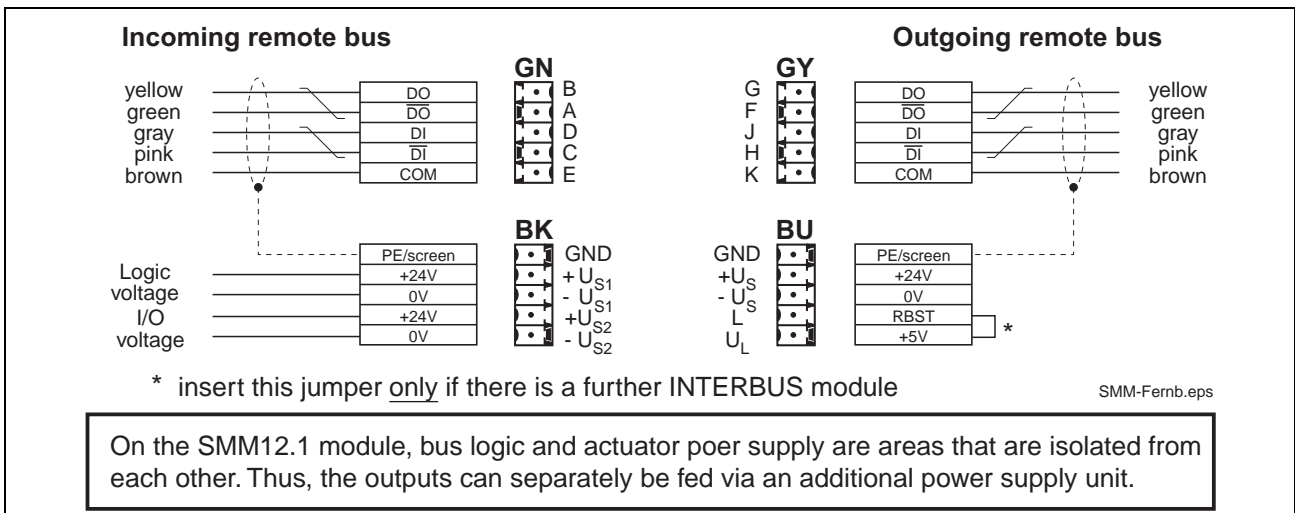 Incoming remote bus Outgoing remote bus
GN GY
yellow DO B G DO yellow
green D̅O̅ A F D̅O̅ green
gray DI D J DI gray
pink D̅I̅ C H D̅I̅ pink
brown COM E K COM brown
BK BU
PE/screen GND GND PE/screen
Logic +24V + US1 +US +24V
voltage 0V - US1 - US 0V
I/O +24V +US2 L RBST
voltage 0V - US2 UL +5V *
* insert this jumper only if there is a further INTERBUS module SMM-Fernb.eps
On the SMM12.1 module, bus logic and actuator poer supply are areas that are isolated from
each other. Thus, the outputs can separately be fed via an additional power supply unit.